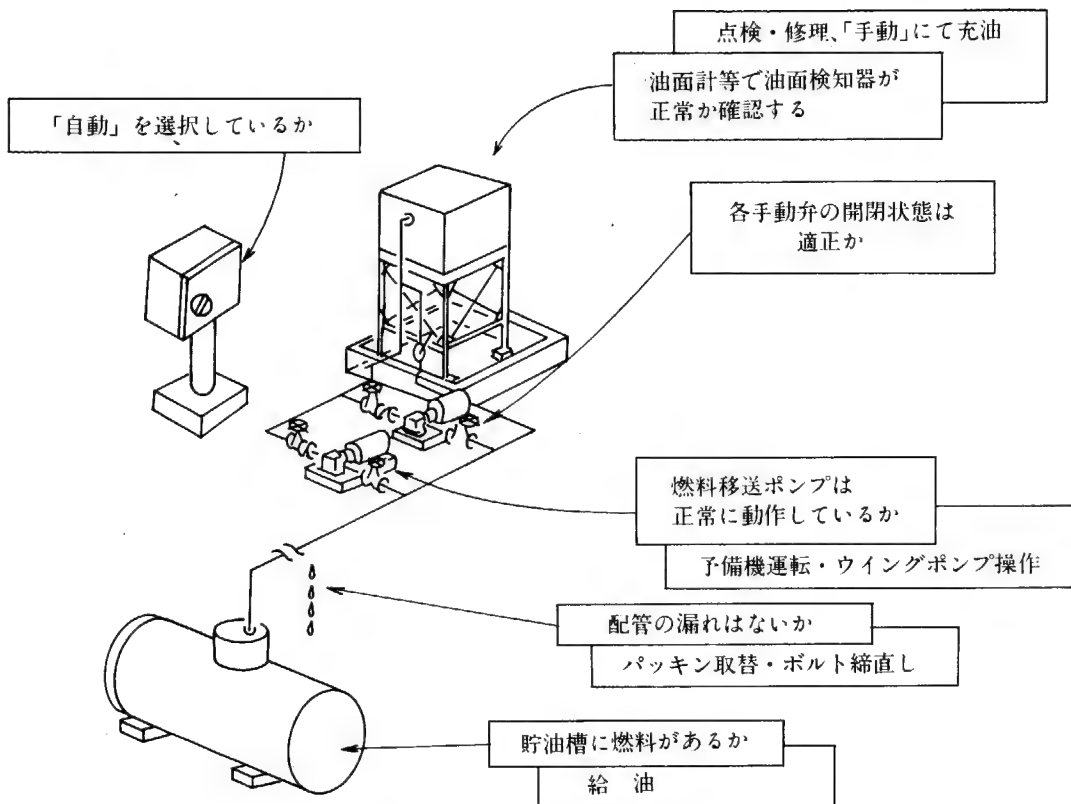 点検・修理、「手動」にて充油
油面計等で油面検知器が
正常か確認する
「自動」を選択しているか
各手動弁の開閉状態は
適正か
燃料移送ポンプは
正常に動作しているか
予備機運転・ウイングポンプ操作
配管の漏れはないか
パッキン取替・ボルト締直し
貯油槽に燃料があるか
給 油